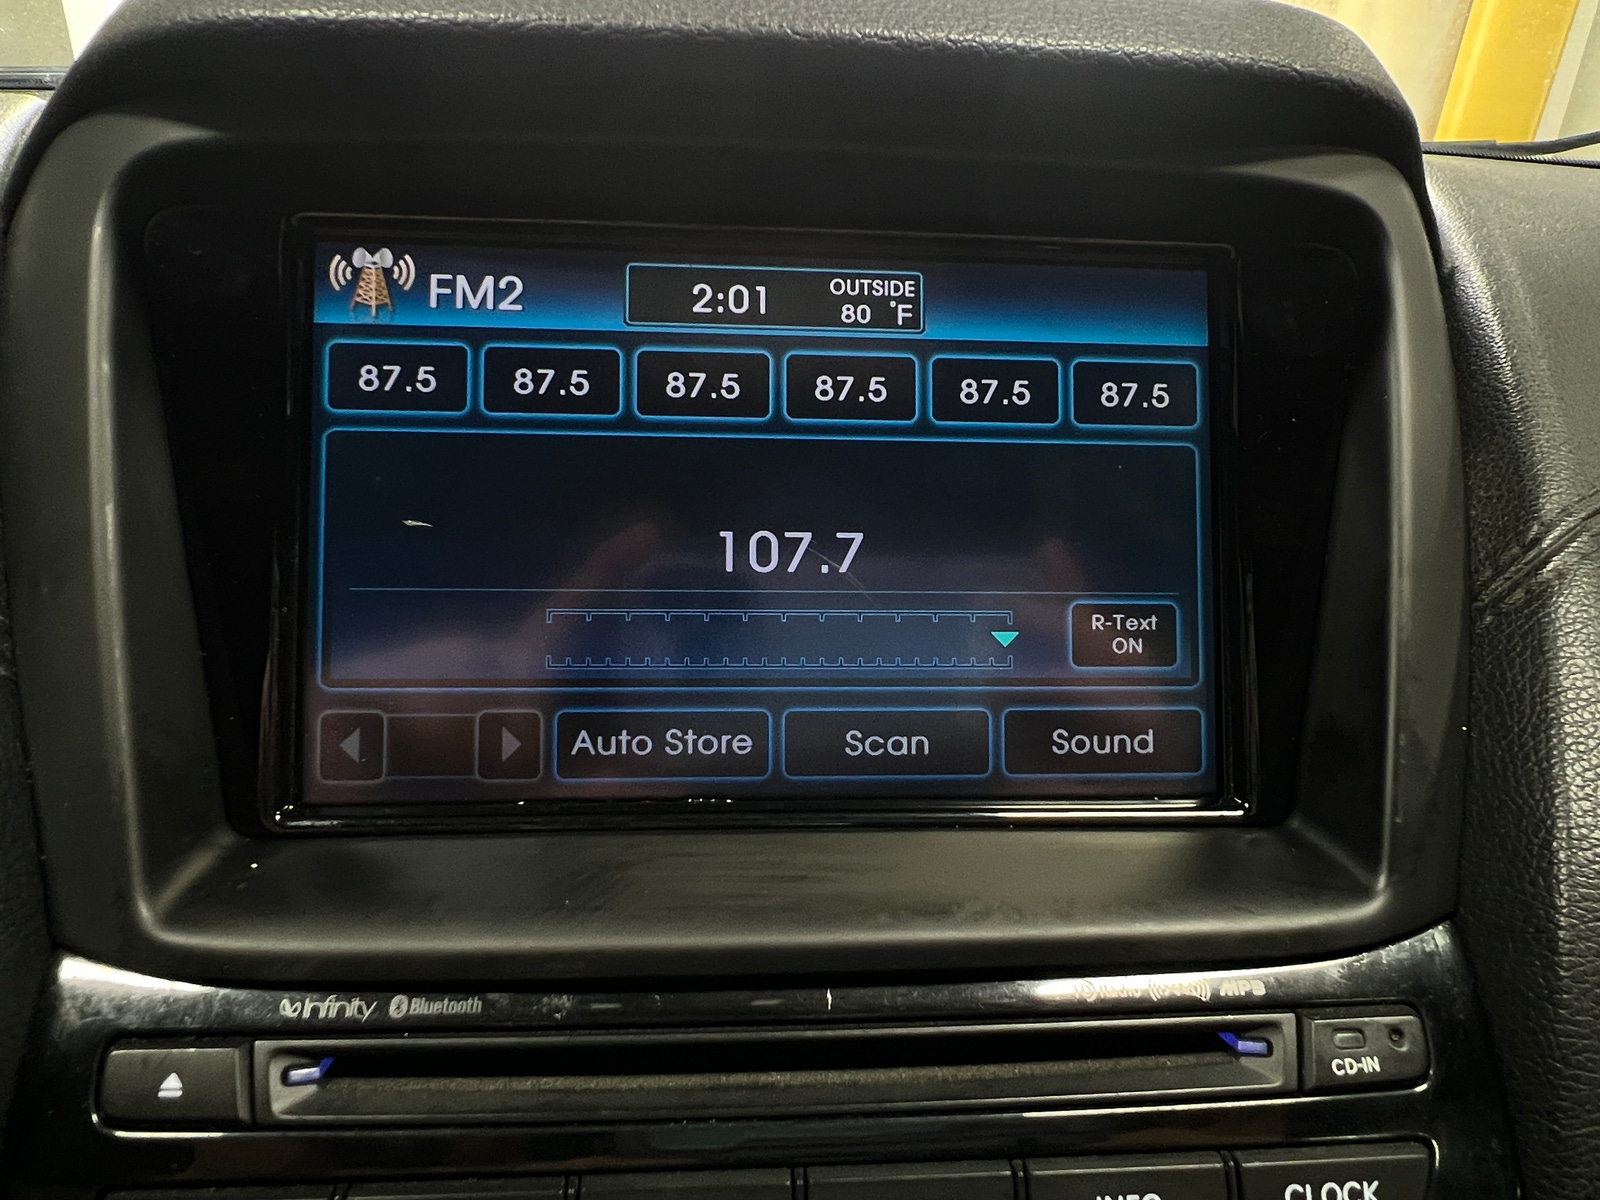 FM2
2:01
OUTSIDE
80 °F
87.5 87.5 87.5 87.5 87.5 87.5
107.7
R-Text
ON
Auto Store Scan Sound
Infinity Bluetooth MP3
CD-IN
INFO CLOCK